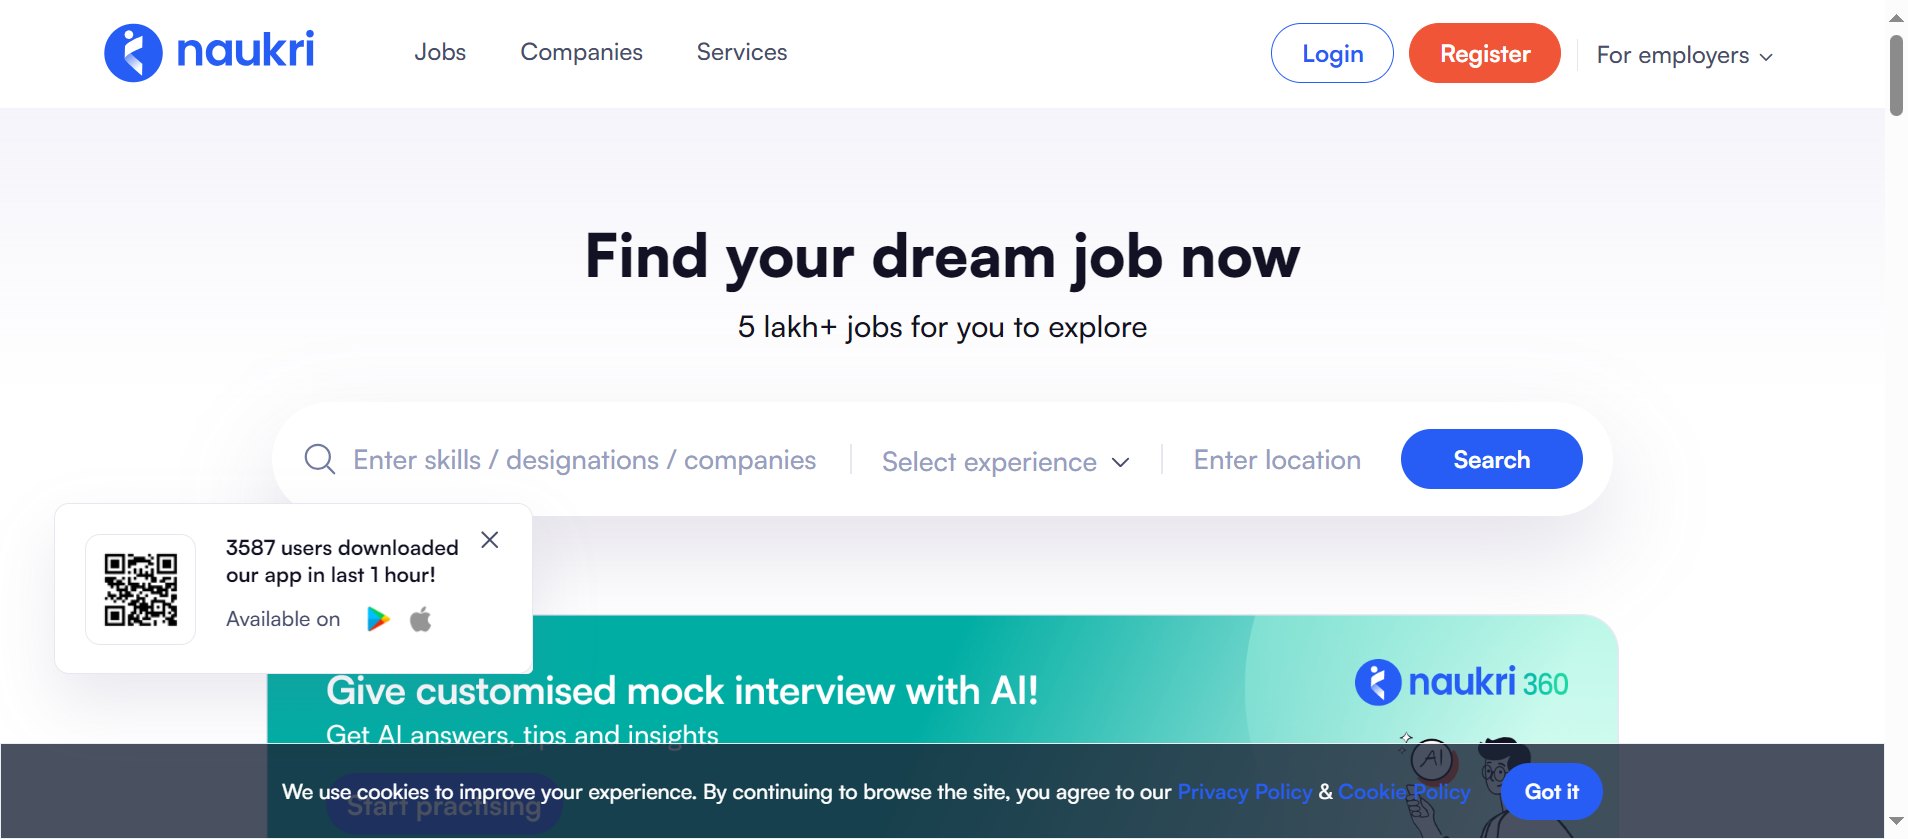 naukri
Jobs
Companies
Services
Login
Register
For employers
Find your dream job now
5 lakh+ jobs for you to explore
Enter skills / designations / companies
Select experience
Enter location
Search
3587 users downloaded
our app in last 1 hour!
Available on
Give customised mock interview with AI!
Get AI answers, tips and insights
naukri 360
AI
Start practising
We use cookies to improve your experience. By continuing to browse the site, you agree to our Privacy Policy & Cookie Policy
Got it